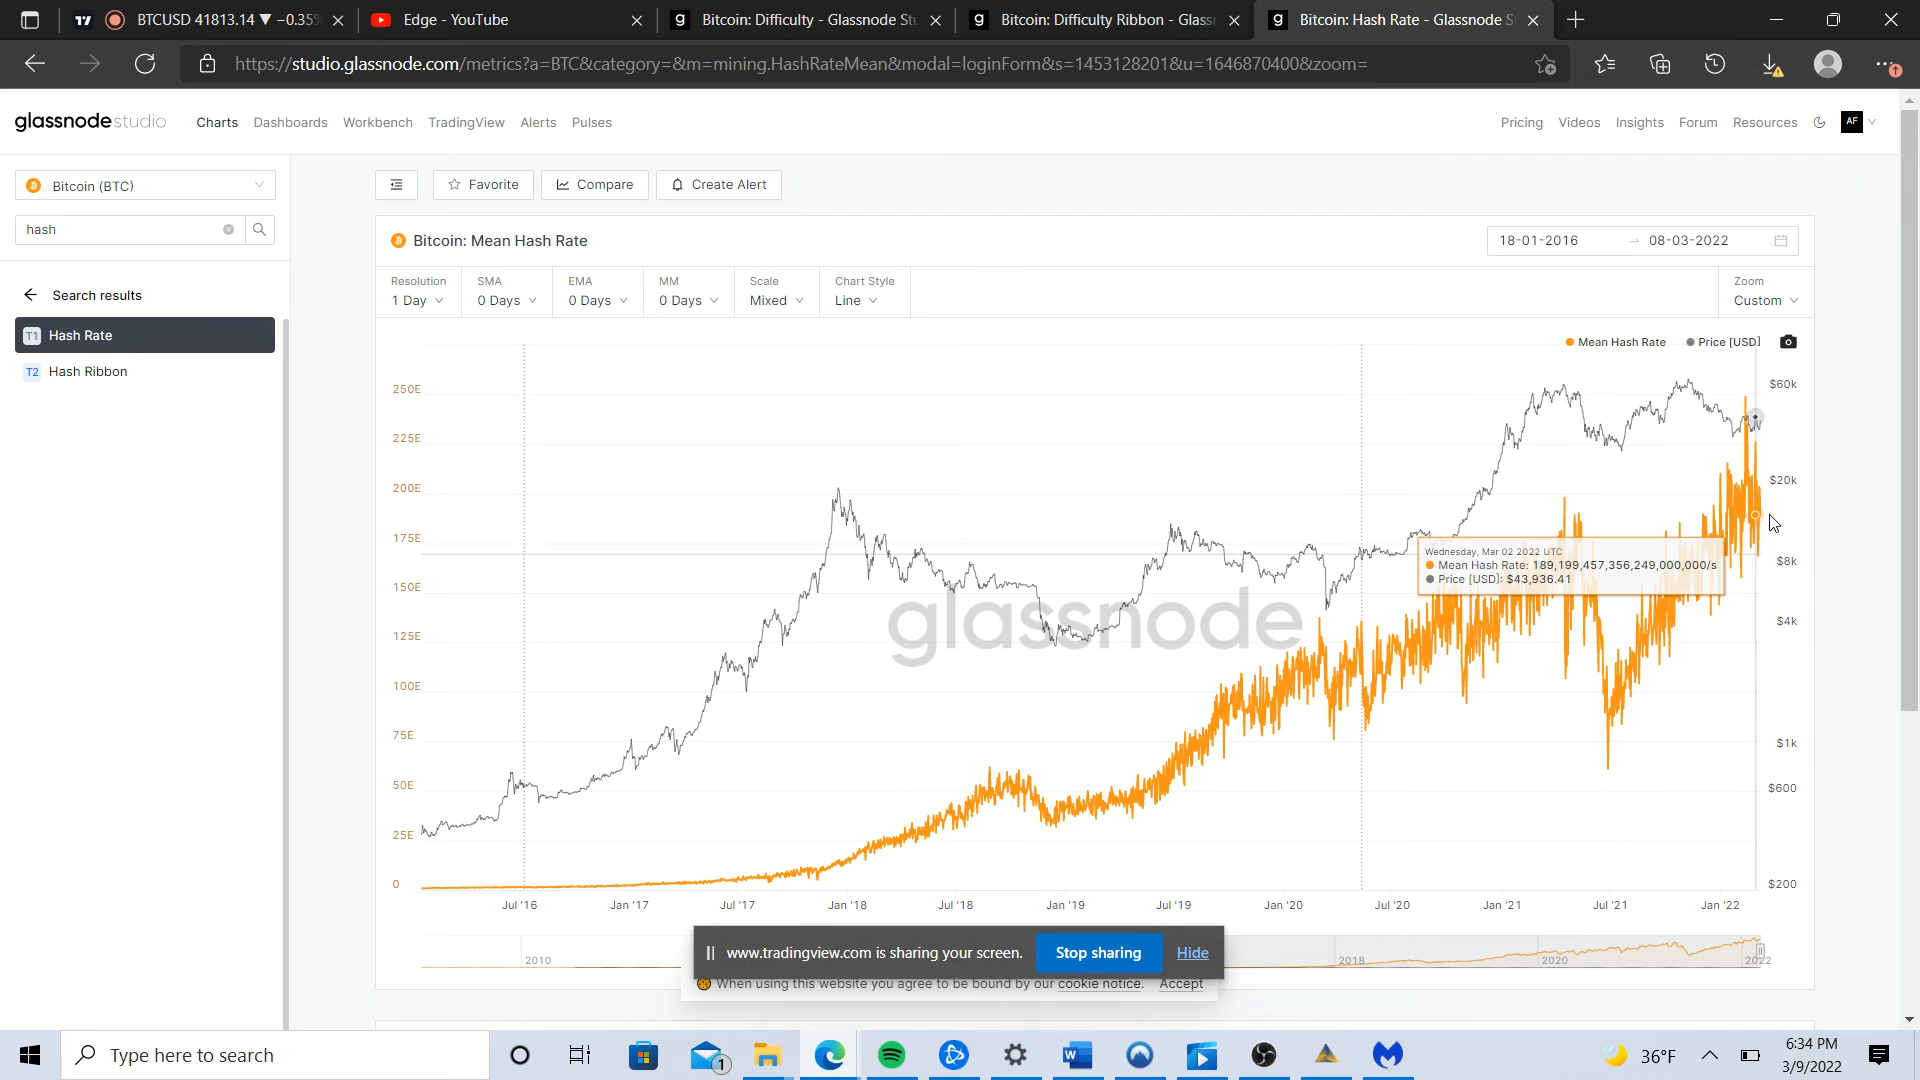 BTCUSD 41813.14 ▼ −0.35%
Edge - YouTube
Bitcoin: Difficulty - Glassnode Stu
Bitcoin: Difficulty Ribbon - Glass
Bitcoin: Hash Rate - Glassnode S
https://studio.glassnode.com/metrics?a=BTC&category=&m=mining.HashRateMean&modal=loginForm&s=1453128201&u=1646870400&zoom=
glassnodestudio
Charts Dashboards Workbench TradingView Alerts Pulses
Pricing Videos Insights Forum Resources AF
Bitcoin (BTC)
hash
Search results
T1 Hash Rate
T2 Hash Ribbon
Favorite Compare Create Alert
Bitcoin: Mean Hash Rate
18-01-2016 → 08-03-2022
Resolution SMA EMA MM Scale Chart Style Zoom
1 Day 0 Days 0 Days 0 Days Mixed Line Custom
Mean Hash Rate Price [USD]
250E
225E
200E
175E
150E
125E
100E
75E
50E
25E
0
$60k
$20k
$8k
$4k
$1k
$600
$200
Wednesday, Mar 02 2022 UTC
Mean Hash Rate: 189,199,457,356,249,000,000/s
Price [USD]: $43,936.41
glassnode
Jul '16 Jan '17 Jul '17 Jan '18 Jul '18 Jan '19 Jul '19 Jan '20 Jul '20 Jan '21 Jul '21 Jan '22
2010 2018 2020 2022
www.tradingview.com is sharing your screen. Stop sharing Hide
When using this website you agree to be bound by our cookie notice. Accept
Type here to search
1
36°F
6:34 PM
3/9/2022